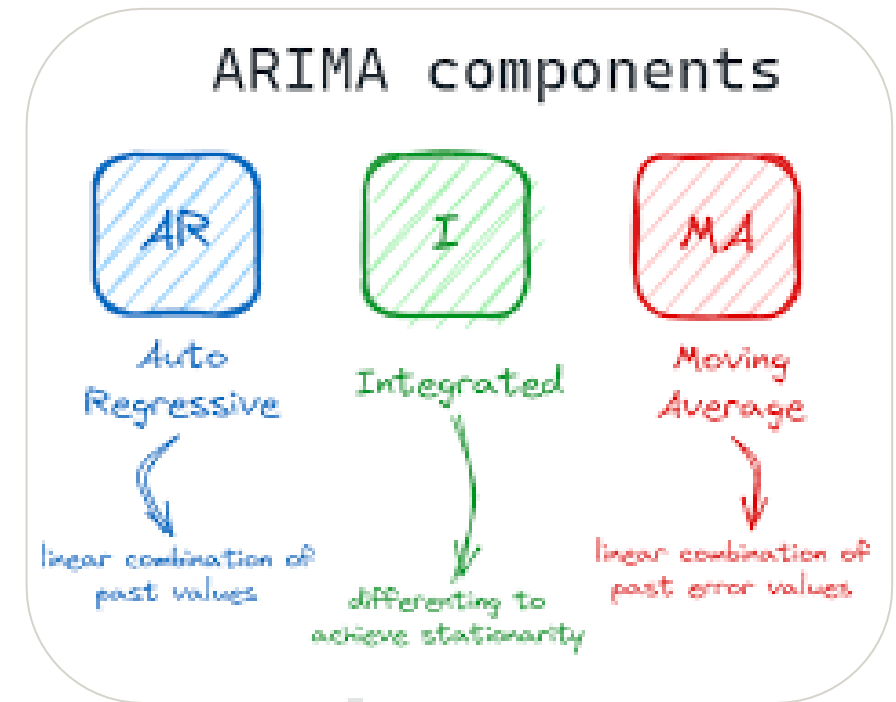 ARIMA components
AR
I
MA
Auto
Regressive
Integrated
Moving
Average
linear combination of
past values
differenting to
achieve stationarity
linear combination of
past error values